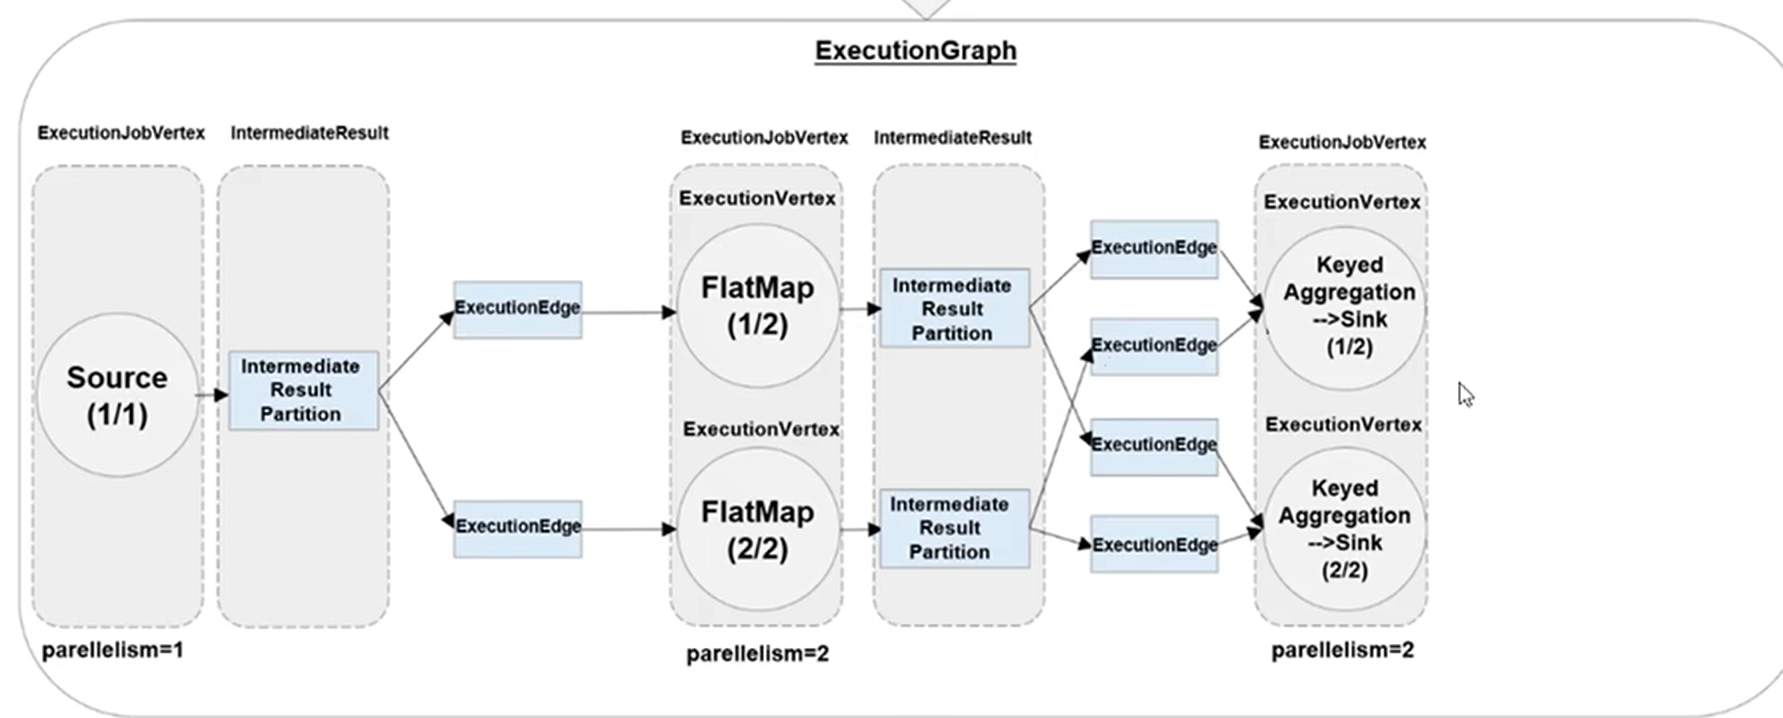 ExecutionGraph
ExecutionJobVertex
IntermediateResult
Source
(1/1)
Intermediate
Result
Partition
parellelism=1
ExecutionEdge
ExecutionEdge
ExecutionJobVertex
ExecutionVertex
FlatMap
(1/2)
ExecutionVertex
FlatMap
(2/2)
parellelism=2
IntermediateResult
Intermediate
Result
Partition
Intermediate
Result
Partition
ExecutionEdge
ExecutionEdge
ExecutionEdge
ExecutionEdge
ExecutionJobVertex
ExecutionVertex
Keyed
Aggregation
-->Sink
(1/2)
ExecutionVertex
Keyed
Aggregation
-->Sink
(2/2)
parellelism=2